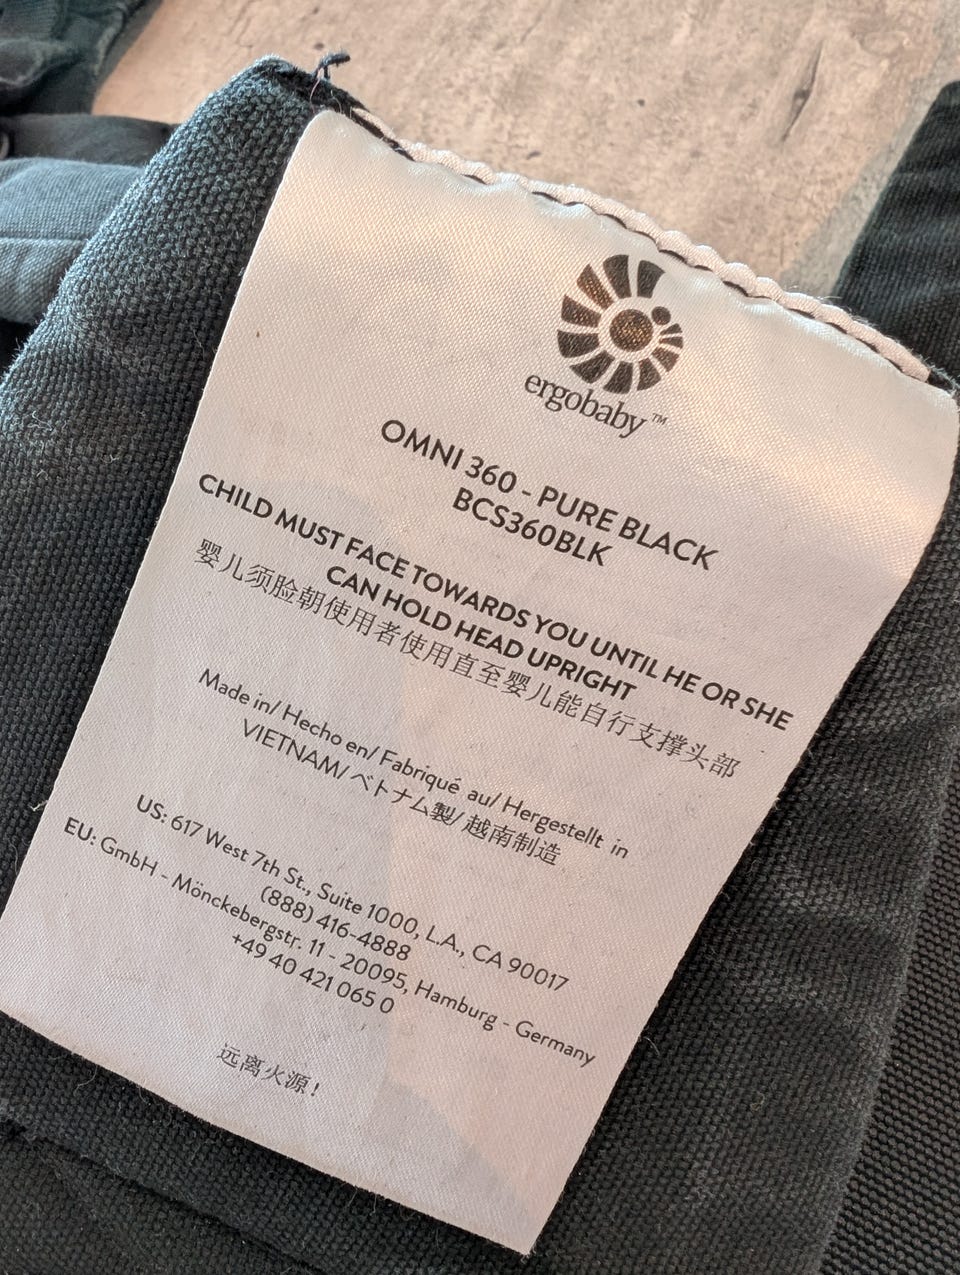 ergobaby™
OMNI 360 - PURE BLACK
BCS360BLK
CHILD MUST FACE TOWARDS YOU UNTIL HE OR SHE
CAN HOLD HEAD UPRIGHT
婴儿须脸朝使用者使用直至婴儿能自行支撑头部
Made in/ Hecho en/ Fabriqué au/ Hergestellt in
VIETNAM/ ベトナム製/ 越南制造
US: 617 West 7th St., Suite 1000, L.A., CA 90017
(888) 416-4888
EU: GmbH - Mönckebergstr. 11 - 20095, Hamburg - Germany
+49 40 421 065 0
远离火源!